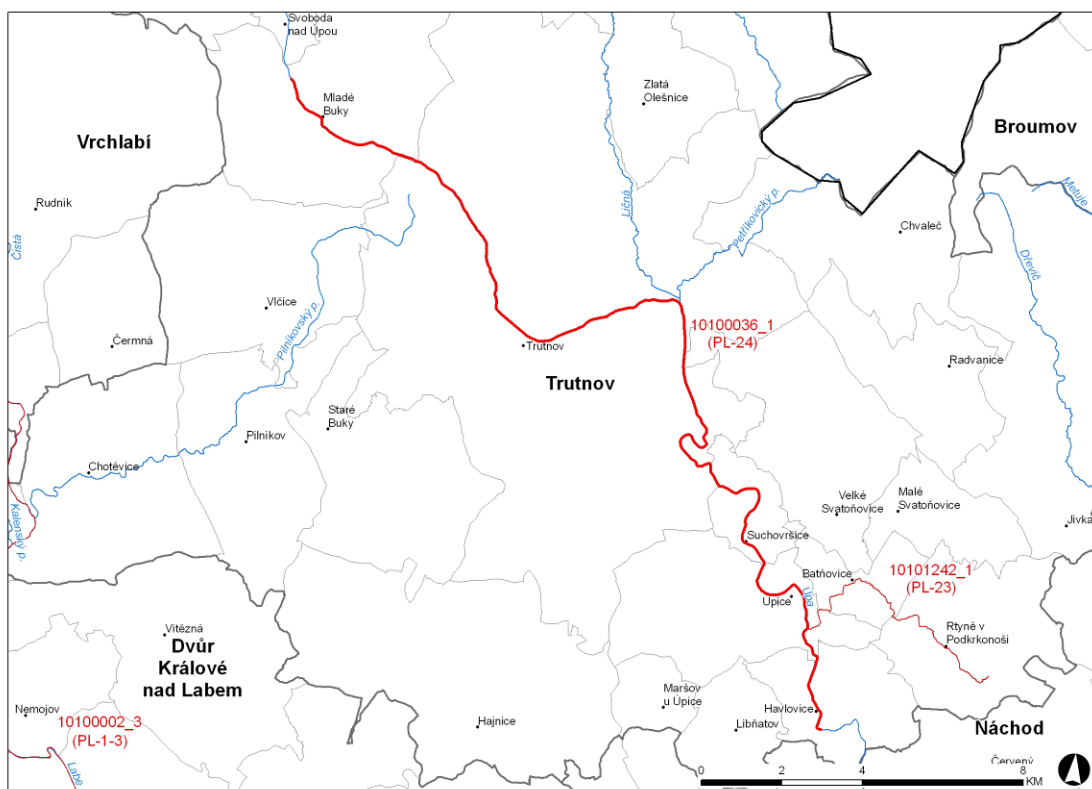 Svoboda
nad Úpou
Zlatá
Olešnice
Mladé
Buky
Vrchlabí
Broumov
Rudník
Metuje
Ličná
Petříkovický p.
Chvaleč
Čistá
Dřevíč
Vlčice
Pilníkovský p.
10100036_1
(PL-24)
Čermná
Trutnov
Radvanice
Trutnov
Staré
Buky
Pilníkov
Chotěvice
Velké
Svatoňovice
Malé
Svatoňovice
Kalenský p.
Jívka
Suchovršice
Batňovice
10101242_1
(PL-23)
Úpice
Úpa
Vítězná
Rtyně v
Podkrkonoší
Dvůr
Králové
nad Labem
Maršov
u Úpice
Nemojov
10100002_3
(PL-1-3)
Havlovice
Hajnice
Libňatov
Náchod
Labe
Červený
0 2 4 8
KM